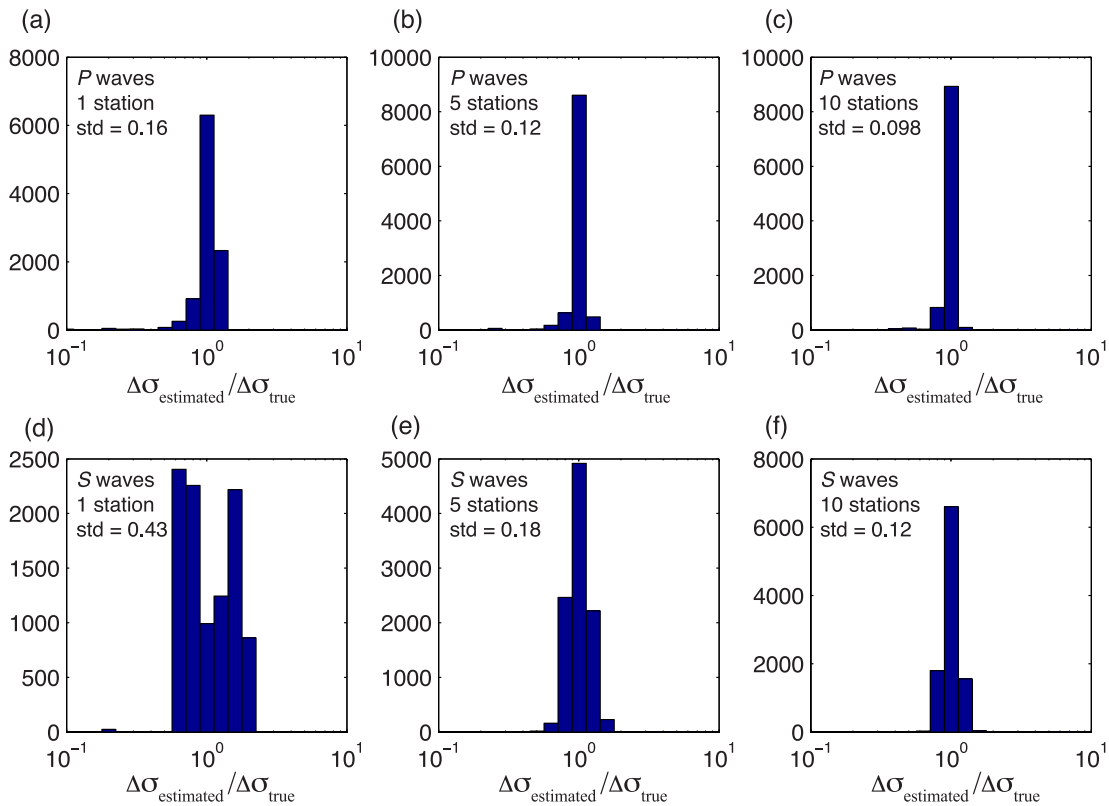 (a)
8000
6000
4000
2000
0
P waves
1 station
std = 0.16
10⁻¹ 10⁰ 10¹
Δσestimated/Δσtrue
(b)
10000
8000
6000
4000
2000
0
P waves
5 stations
std = 0.12
10⁻¹ 10⁰ 10¹
Δσestimated/Δσtrue
(c)
10000
8000
6000
4000
2000
0
P waves
10 stations
std = 0.098
10⁻¹ 10⁰ 10¹
Δσestimated/Δσtrue
(d)
2500
2000
1500
1000
500
0
S waves
1 station
std = 0.43
10⁻¹ 10⁰ 10¹
Δσestimated/Δσtrue
(e)
5000
4000
3000
2000
1000
0
S waves
5 stations
std = 0.18
10⁻¹ 10⁰ 10¹
Δσestimated/Δσtrue
(f)
8000
6000
4000
2000
0
S waves
10 stations
std = 0.12
10⁻¹ 10⁰ 10¹
Δσestimated/Δσtrue